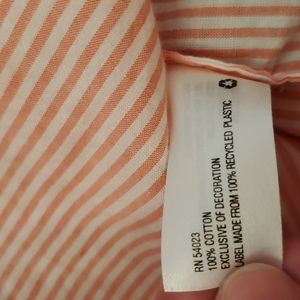 RN 54023
100% COTTON
EXCLUSIVE OF DECORATION
LABEL MADE FROM 100% RECYCLED PLASTIC